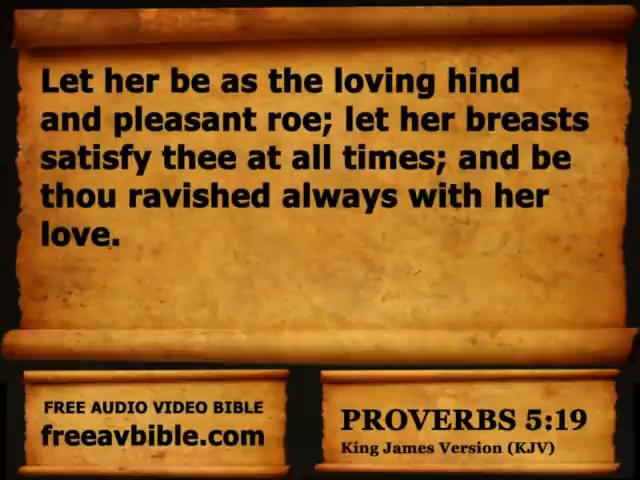 Let her be as the loving hind
and pleasant roe; let her breasts
satisfy thee at all times; and be
thou ravished always with her
love.
FREE AUDIO VIDEO BIBLE
freeavbible.com
PROVERBS 5:19
King James Version (KJV)